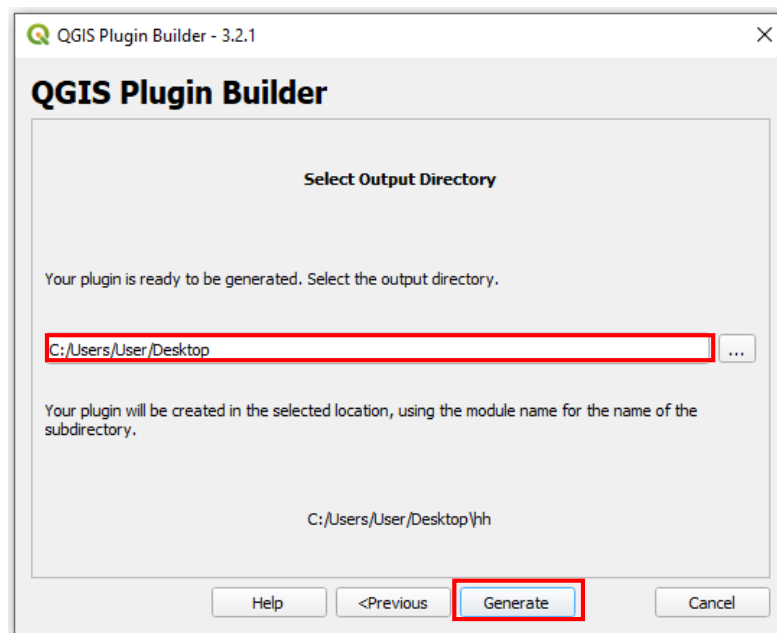 QGIS Plugin Builder - 3.2.1
QGIS Plugin Builder
Select Output Directory
Your plugin is ready to be generated. Select the output directory.
C:/Users/User/Desktop
...
Your plugin will be created in the selected location, using the module name for the name of the
subdirectory.
C:/Users/User/Desktop\hh
Help
<Previous
Generate
Cancel